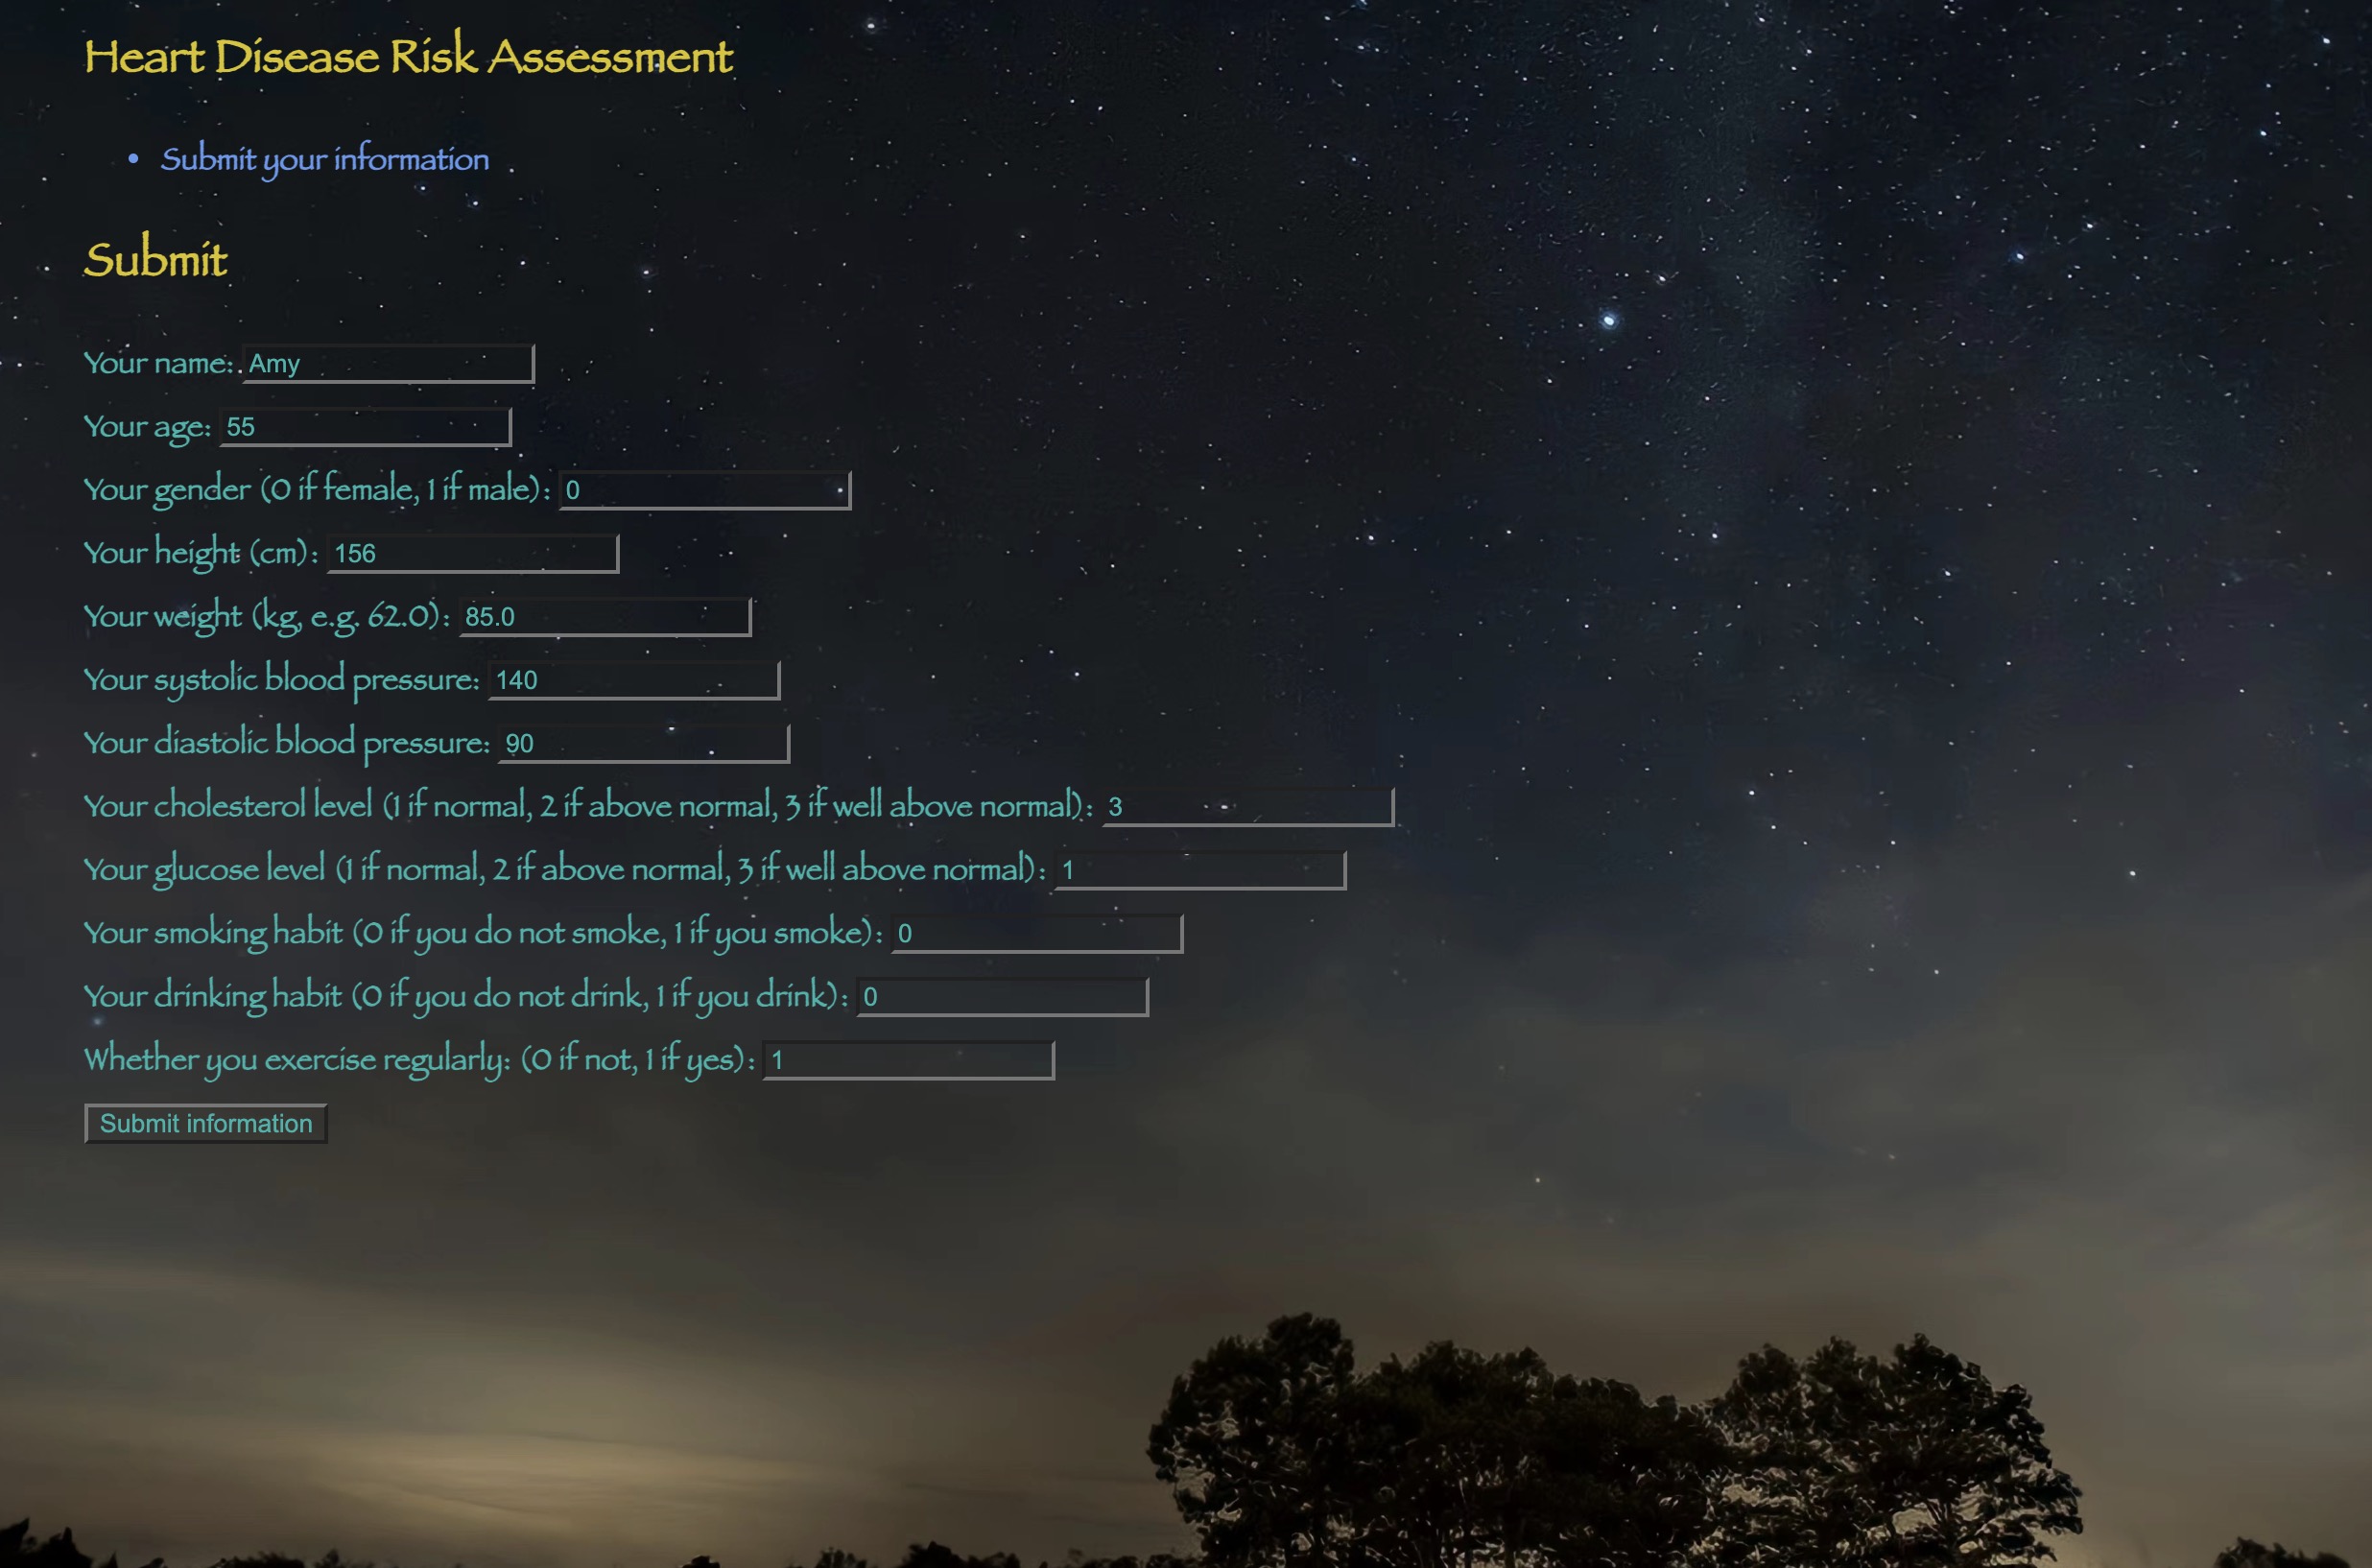 Heart Disease Risk Assessment
• Submit your information
Submit
Your name: Amy
Your age: 55
Your gender (0 if female, 1 if male): 0
Your height (cm): 156
Your weight (kg, e.g. 62.0): 85.0
Your systolic blood pressure: 140
Your diastolic blood pressure: 90
Your cholesterol level (1 if normal, 2 if above normal, 3 if well above normal): 3
Your glucose level (1 if normal, 2 if above normal, 3 if well above normal): 1
Your smoking habit (0 if you do not smoke, 1 if you smoke): 0
Your drinking habit (0 if you do not drink, 1 if you drink): 0
Whether you exercise regularly: (0 if not, 1 if yes): 1
Submit information